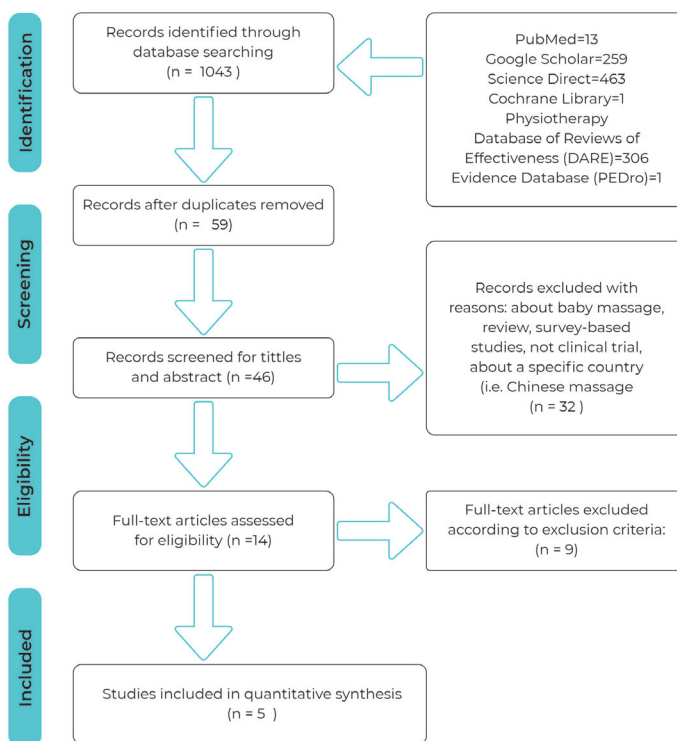 Identification
Records identified through
database searching
(n = 1043 )
PubMed=13
Google Scholar=259
Science Direct=463
Cochrane Library=1
Physiotherapy
Database of Reviews of
Effectiveness (DARE)=306
Evidence Database (PEDro)=1
Screening
Records after duplicates removed
(n = 59)
Records screened for tittles
and abstract (n =46)
Records excluded with
reasons: about baby massage,
review, survey-based
studies, not clinical trial,
about a specific country
(i.e. Chinese massage
(n = 32 )
Eligibility
Full-text articles assessed
for eligibility (n =14)
Full-text articles excluded
according to exclusion criteria:
(n = 9)
Included
Studies included in quantitative synthesis
(n = 5 )